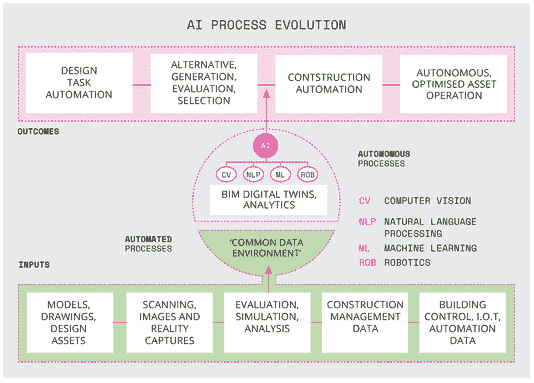 AI PROCESS EVOLUTION
DESIGN
TASK
AUTOMATION
ALTERNATIVE,
GENERATION,
EVALUATION,
SELECTION
CONTSTRUCTION
AUTOMATION
AUTONOMOUS,
OPTIMISED ASSET
OPERATION
OUTCOMES
AI
CV
NLP
ML
ROB
BIM DIGITAL TWINS,
ANALYTICS
AUTONOMOUS
PROCESSES
CV COMPUTER VISION
NLP NATURAL LANGUAGE
PROCESSING
ML MACHINE LEARNING
ROB ROBOTICS
AUTOMATED
PROCESSES
'COMMON DATA
ENVIRONMENT'
INPUTS
MODELS,
DRAWINGS,
DESIGN
ASSETS
SCANNING,
IMAGES AND
REALITY
CAPTURES
EVALUATION,
SIMULATION,
ANALYSIS
CONSTRUCTION
MANAGEMENT
DATA
BUILDING
CONTROL, I.O.T,
AUTOMATION
DATA